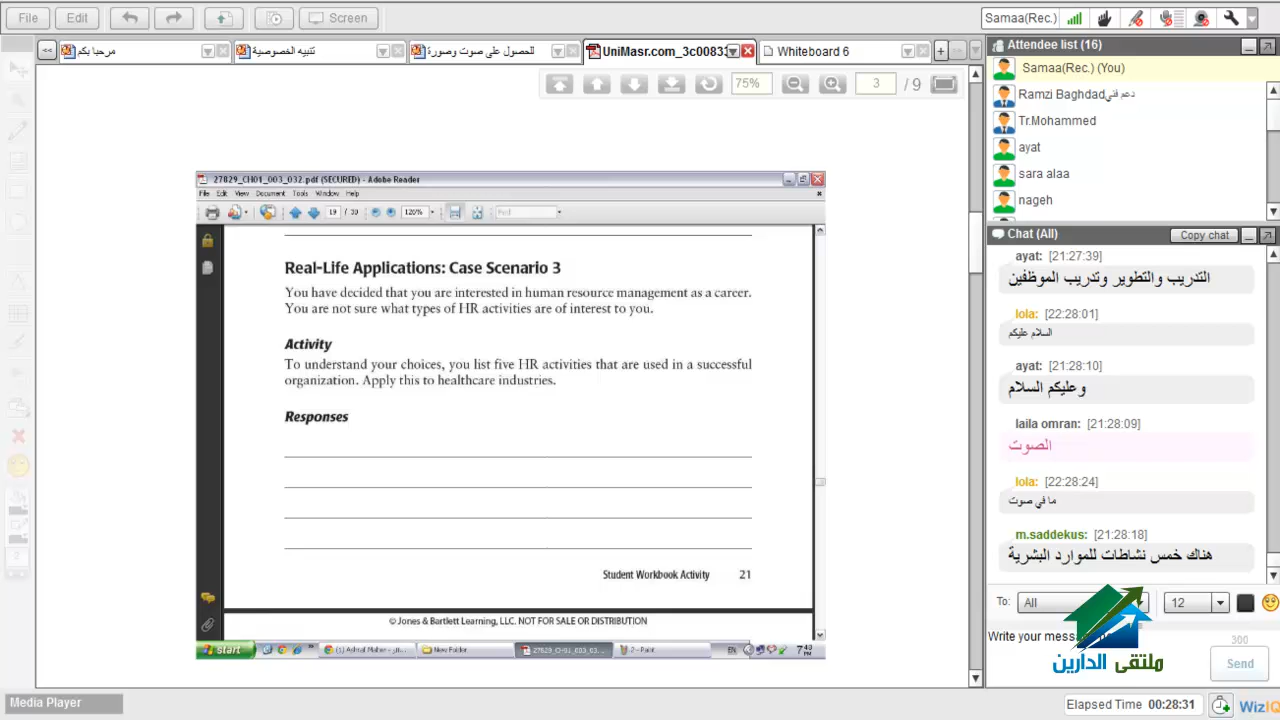 File
Edit
Screen
Samaa(Rec.)
<<
مرحبا بكم
تنبيه الخصوصية
للحصول على صوت وصورة
UniMasr.com_3c0083
Whiteboard 6
75%
3 / 9
27829_CH01_003_032.pdf (SECURED) - Adobe Reader
File Edit View Document Tools Window Help
19 / 30
126%
Find
Real-Life Applications: Case Scenario 3
You have decided that you are interested in human resource management as a career.
You are not sure what types of HR activities are of interest to you.
Activity
To understand your choices, you list five HR activities that are used in a successful
organization. Apply this to healthcare industries.
Responses
Student Workbook Activity 21
© Jones & Bartlett Learning, LLC. NOT FOR SALE OR DISTRIBUTION
start
New Folder
2 - Paint
EN
Attendee list (16)
Samaa(Rec.) (You)
Ramzi Baghdadدعم فني
Tr.Mohammed
ayat
sara alaa
nageh
Chat (All)
Copy chat
ayat: [21:27:39]
التدريب والتطوير وتدريب الموظفين
lola: [22:28:01]
السلام عليكم
ayat: [21:28:10]
وعليكم السلام
laila omran: [21:28:09]
الصوت
lola: [22:28:24]
ما في صوت
m.saddekus: [21:28:18]
هناك خمس نشاطات للموارد البشرية
To: All
12
Write your mess
300
Send
ملتقى الدارين
Media Player
Elapsed Time 00:28:31
WizIQ